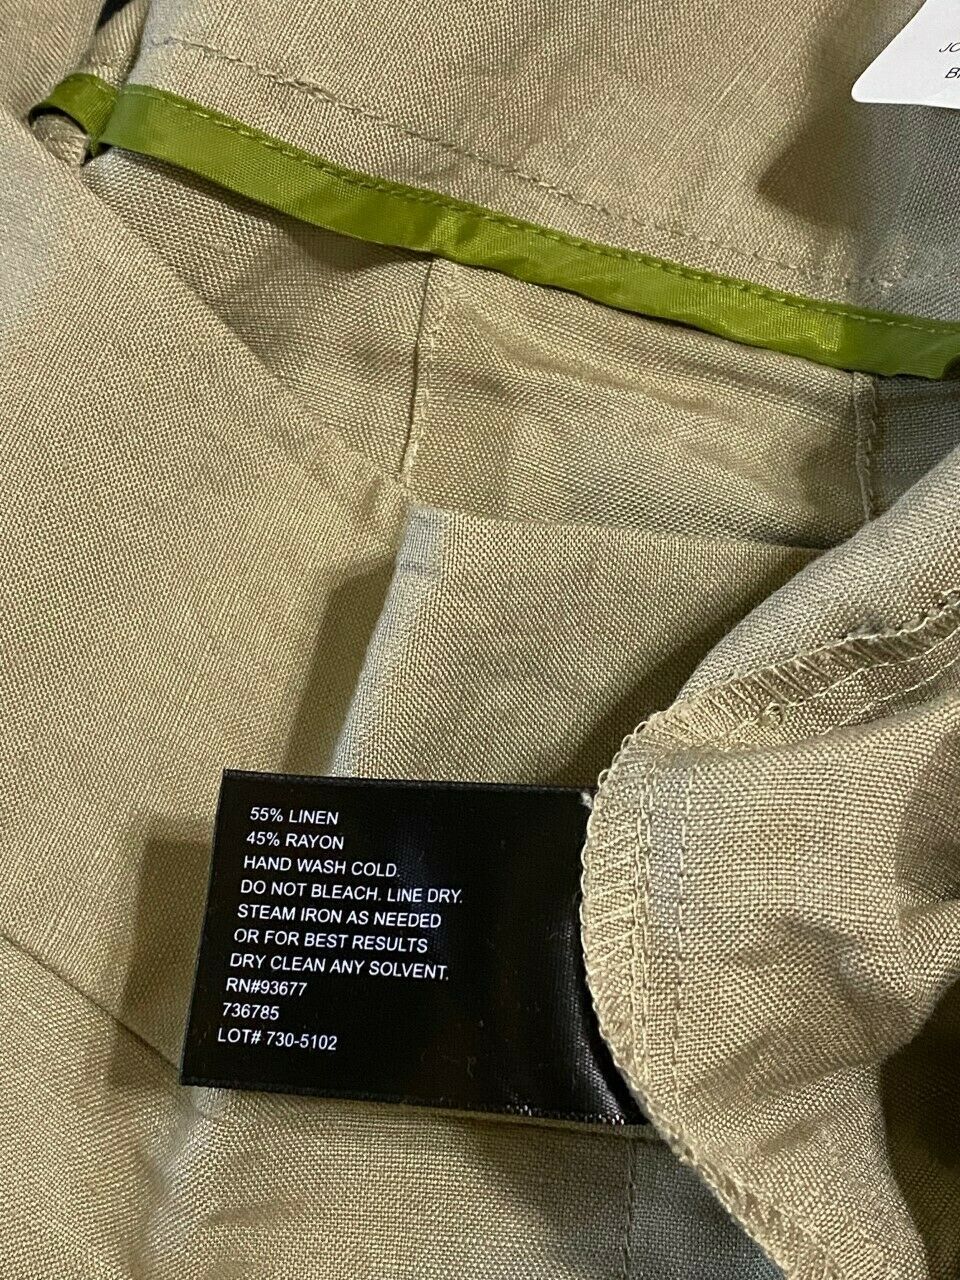 JC
55% LINEN
45% RAYON
HAND WASH COLD.
DO NOT BLEACH. LINE DRY.
STEAM IRON AS NEEDED
OR FOR BEST RESULTS
DRY CLEAN ANY SOLVENT.
RN#93677
736785
LOT# 730-5102